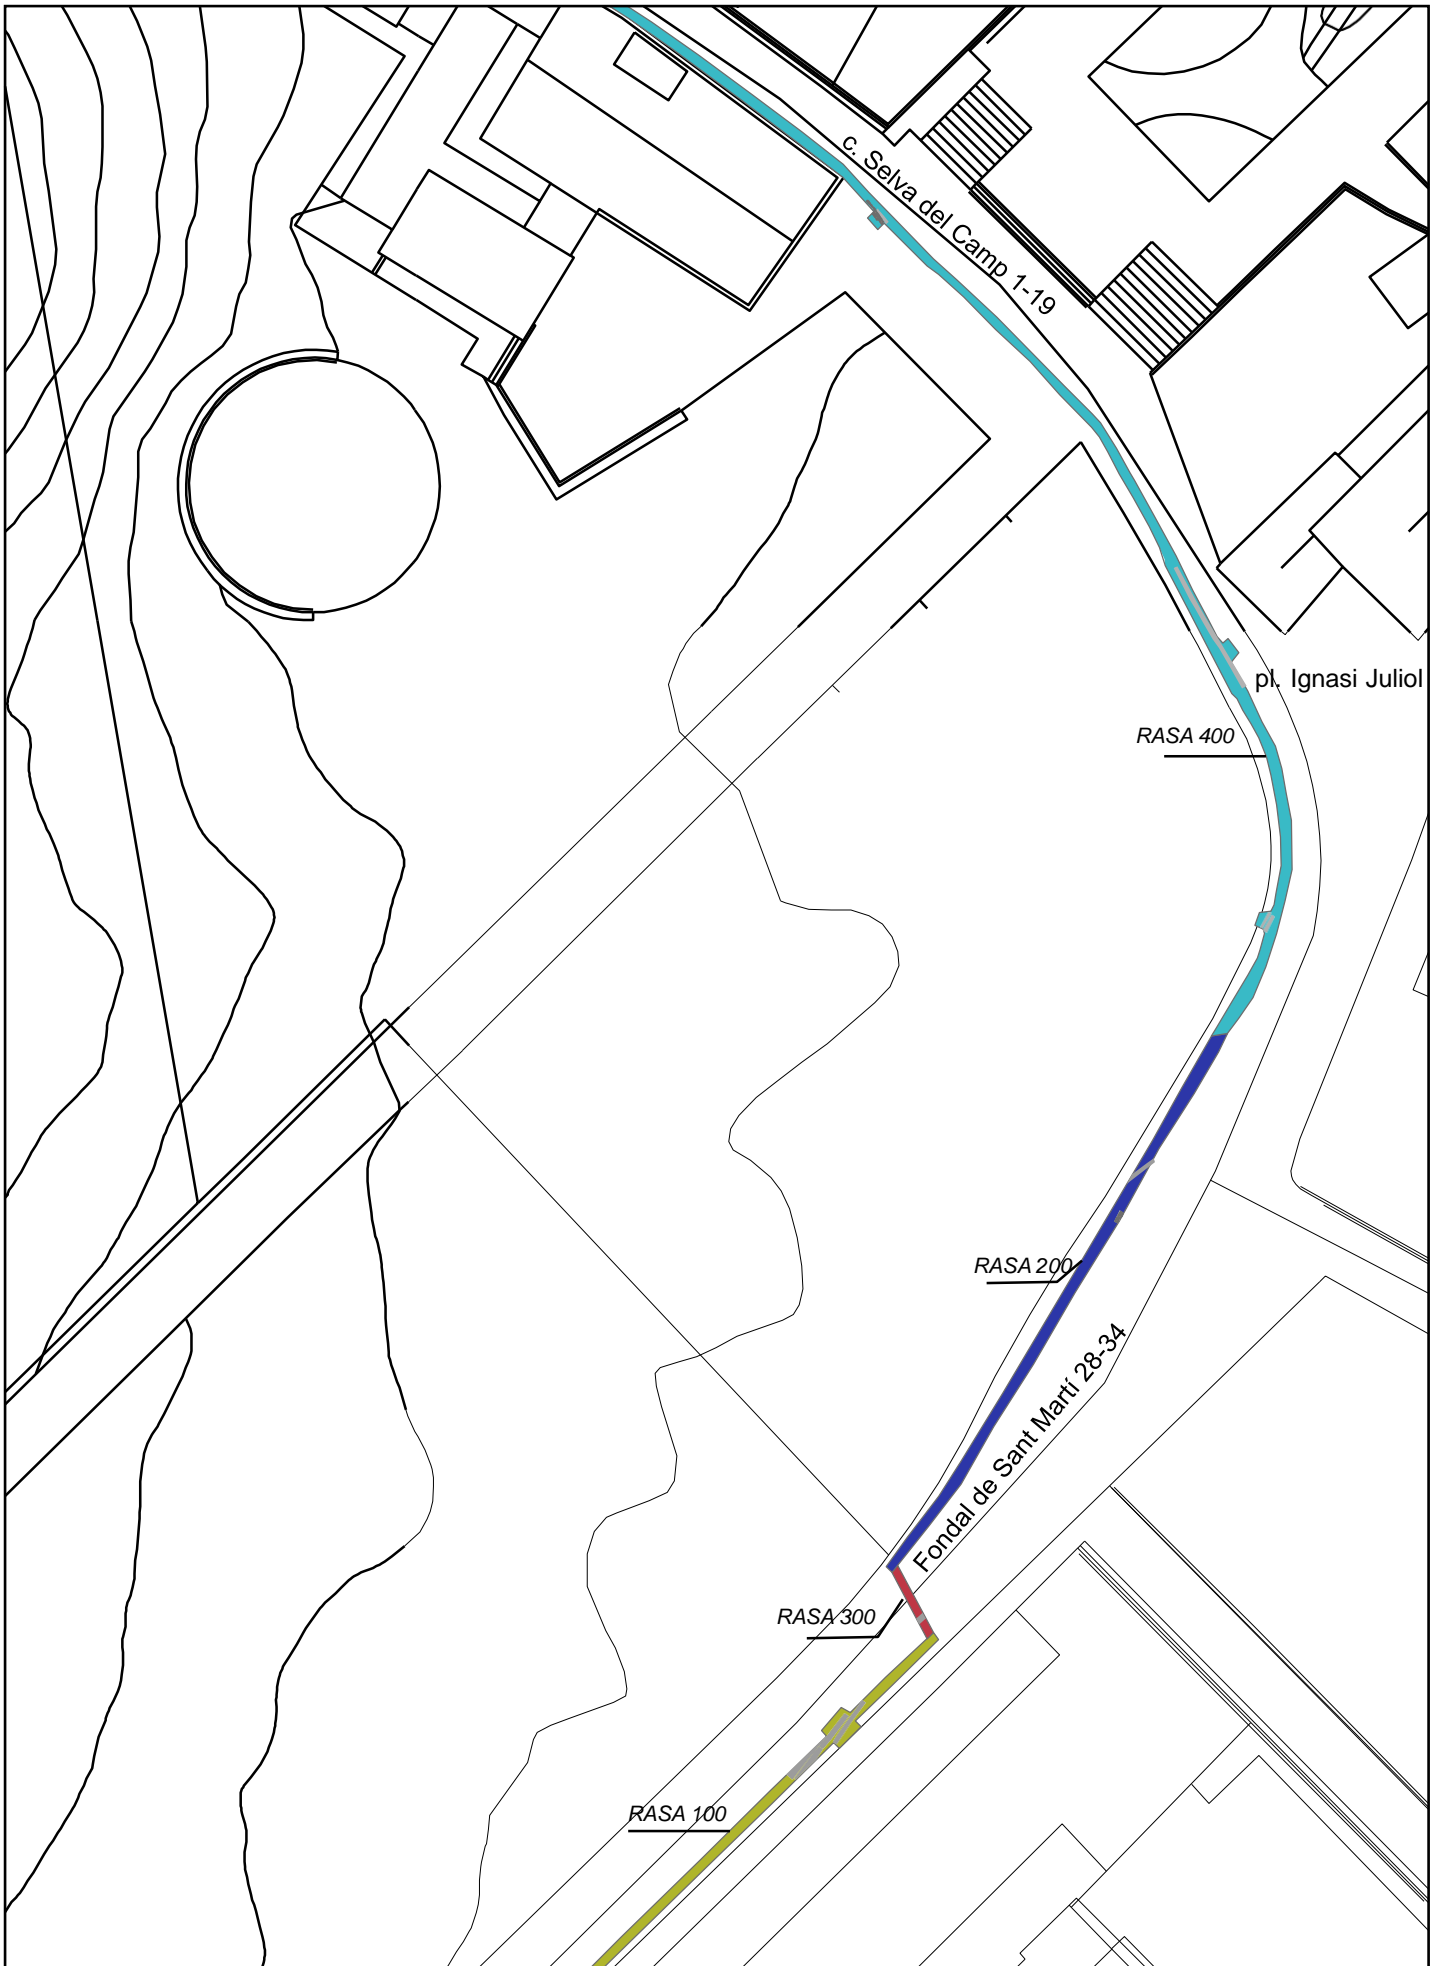 c. Selva del Camp 1-19
pl. Ignasi Juliol
RASA 400
RASA 200
Fondal de Sant Martí 28-34
RASA 300
RASA 100